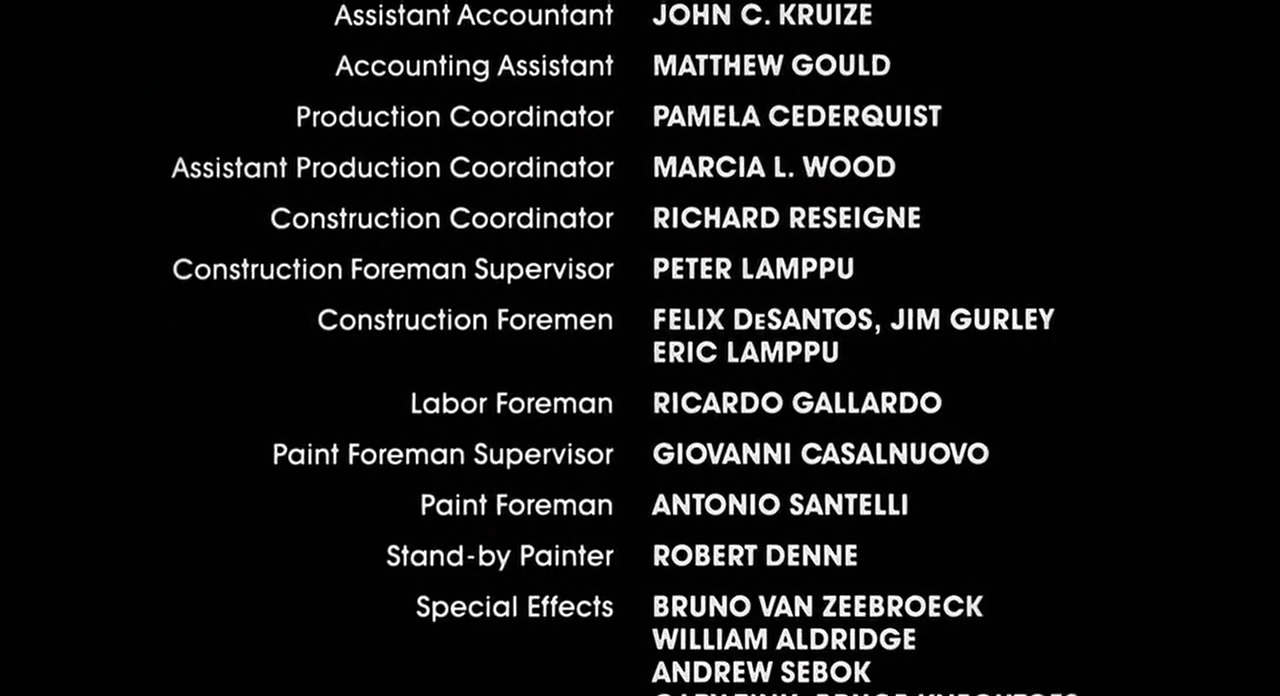 Assistant Accountant JOHN C. KRUIZE
Accounting Assistant MATTHEW GOULD
Production Coordinator PAMELA CEDERQUIST
Assistant Production Coordinator MARCIA L. WOOD
Construction Coordinator RICHARD RESEIGNE
Construction Foreman Supervisor PETER LAMPPU
Construction Foremen FELIX DeSANTOS, JIM GURLEY
ERIC LAMPPU
Labor Foreman RICARDO GALLARDO
Paint Foreman Supervisor GIOVANNI CASALNUOVO
Paint Foreman ANTONIO SANTELLI
Stand-by Painter ROBERT DENNE
Special Effects BRUNO VAN ZEEBROECK
WILLIAM ALDRIDGE
ANDREW SEBOK